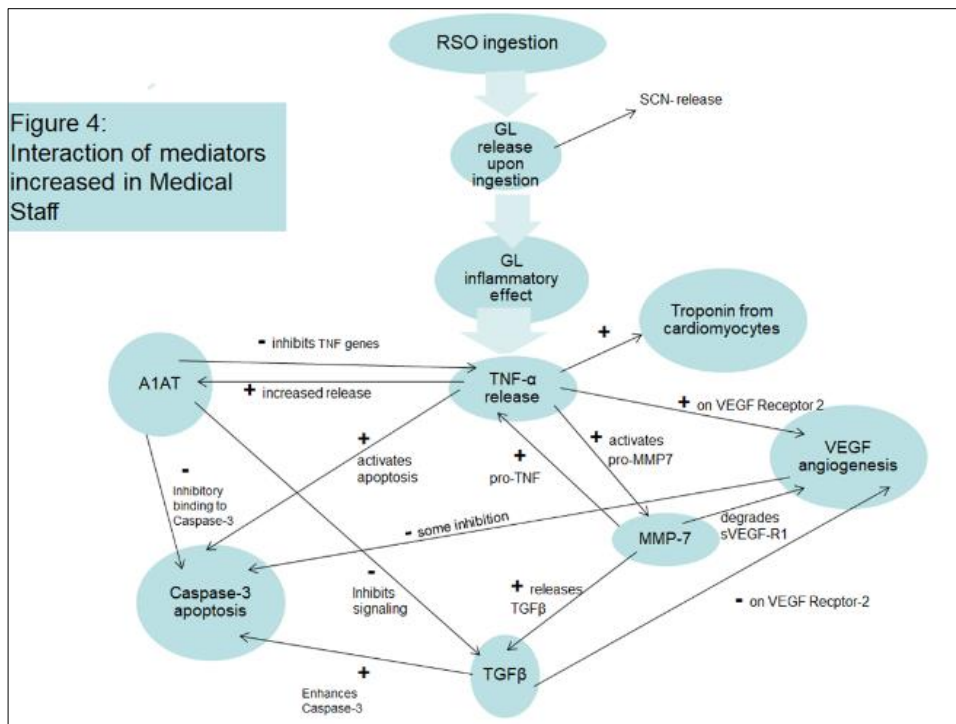 RSO ingestion
SCN- release
Figure 4:
Interaction of mediators
increased in Medical
Staff
GL
release
upon
ingestion
GL
inflammatory
effect
Troponin from
cardiomyocytes
+
- inhibits TNF genes
A1AT
TNF-α
release
+ increased release
+ on VEGF Receptor 2
+
activates
apoptosis
+
pro-TNF
+ activates
pro-MMP7
VEGF
angiogenesis
-
Inhibitory
binding to
Caspase-3
- some inhibition
degrades
sVEGF-R1
MMP-7
Caspase-3
apoptosis
-
Inhibits
signaling
+ releases
TGFβ
- on VEGF Recptor-2
TGFβ
+
Enhances
Caspase-3